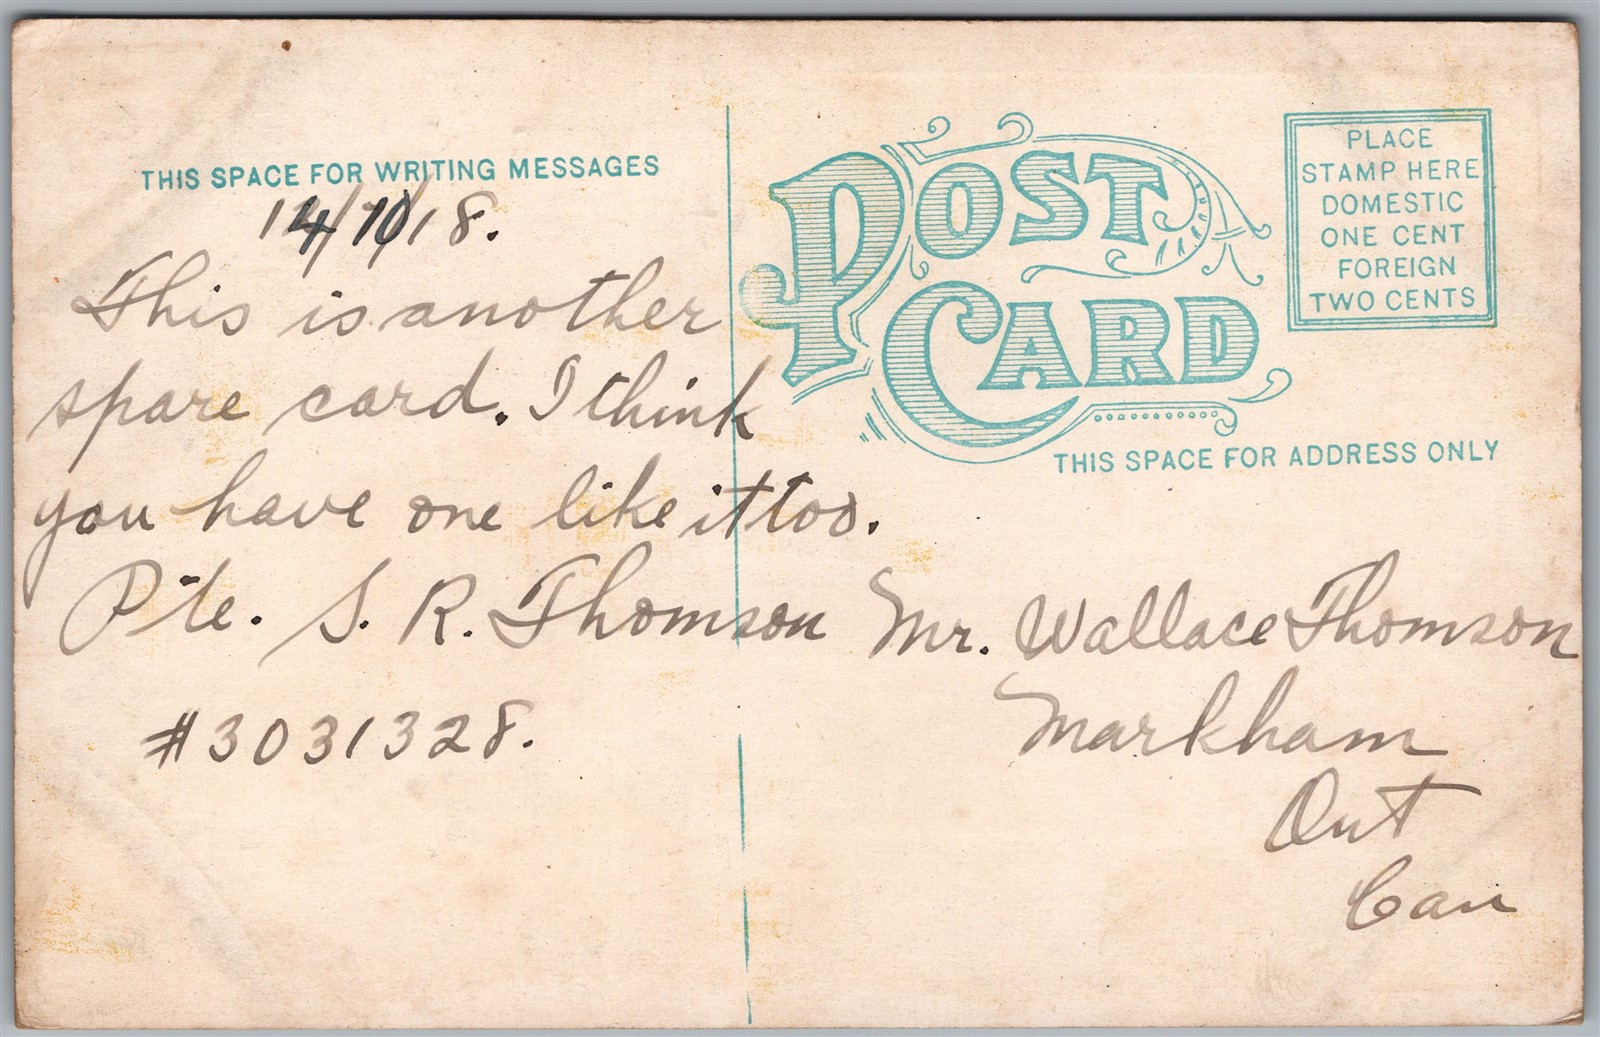 THIS SPACE FOR WRITING MESSAGES
14/10/18.
This is another
spare card. I think
you have one like it too.
Pte. S. R. Thomson
#3031328.
POST
CARD
PLACE
STAMP HERE
DOMESTIC
ONE CENT
FOREIGN
TWO CENTS
THIS SPACE FOR ADDRESS ONLY
Mr. Wallace Thomson
Markham
Ont
Can